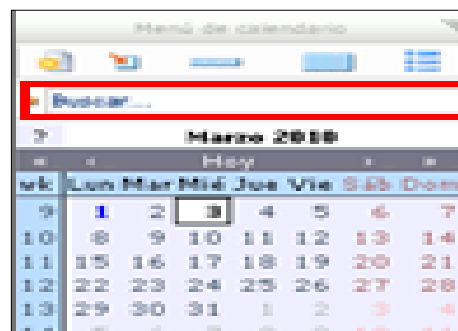 Menú de calendario
Buscar...
? Marzo 2010
« ‹ Hoy › »
wk Lun Mar Mié Jue Vie Sáb Dom
9 1 2 3 4 5 6 7
10 8 9 10 11 12 13 14
11 15 16 17 18 19 20 21
12 22 23 24 25 26 27 28
13 29 30 31 1 2 3 4